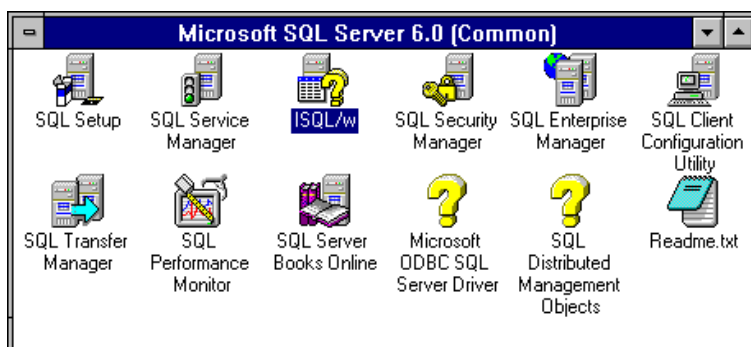 Microsoft SQL Server 6.0 (Common)
SQL Setup
SQL Service
Manager
ISQL/w
SQL Security
Manager
SQL Enterprise
Manager
SQL Client
Configuration
Utility
SQL Transfer
Manager
SQL
Performance
Monitor
SQL Server
Books Online
Microsoft
ODBC SQL
Server Driver
SQL
Distributed
Management
Objects
Readme.txt